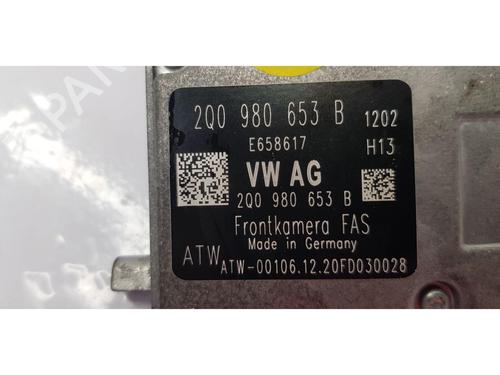 2Q0 980 653 B 1202
E658617 H13
VW AG
2Q0 980 653 B
Frontkamera FAS
Made in Germany
ATW ATW-00106.12.20FD030028